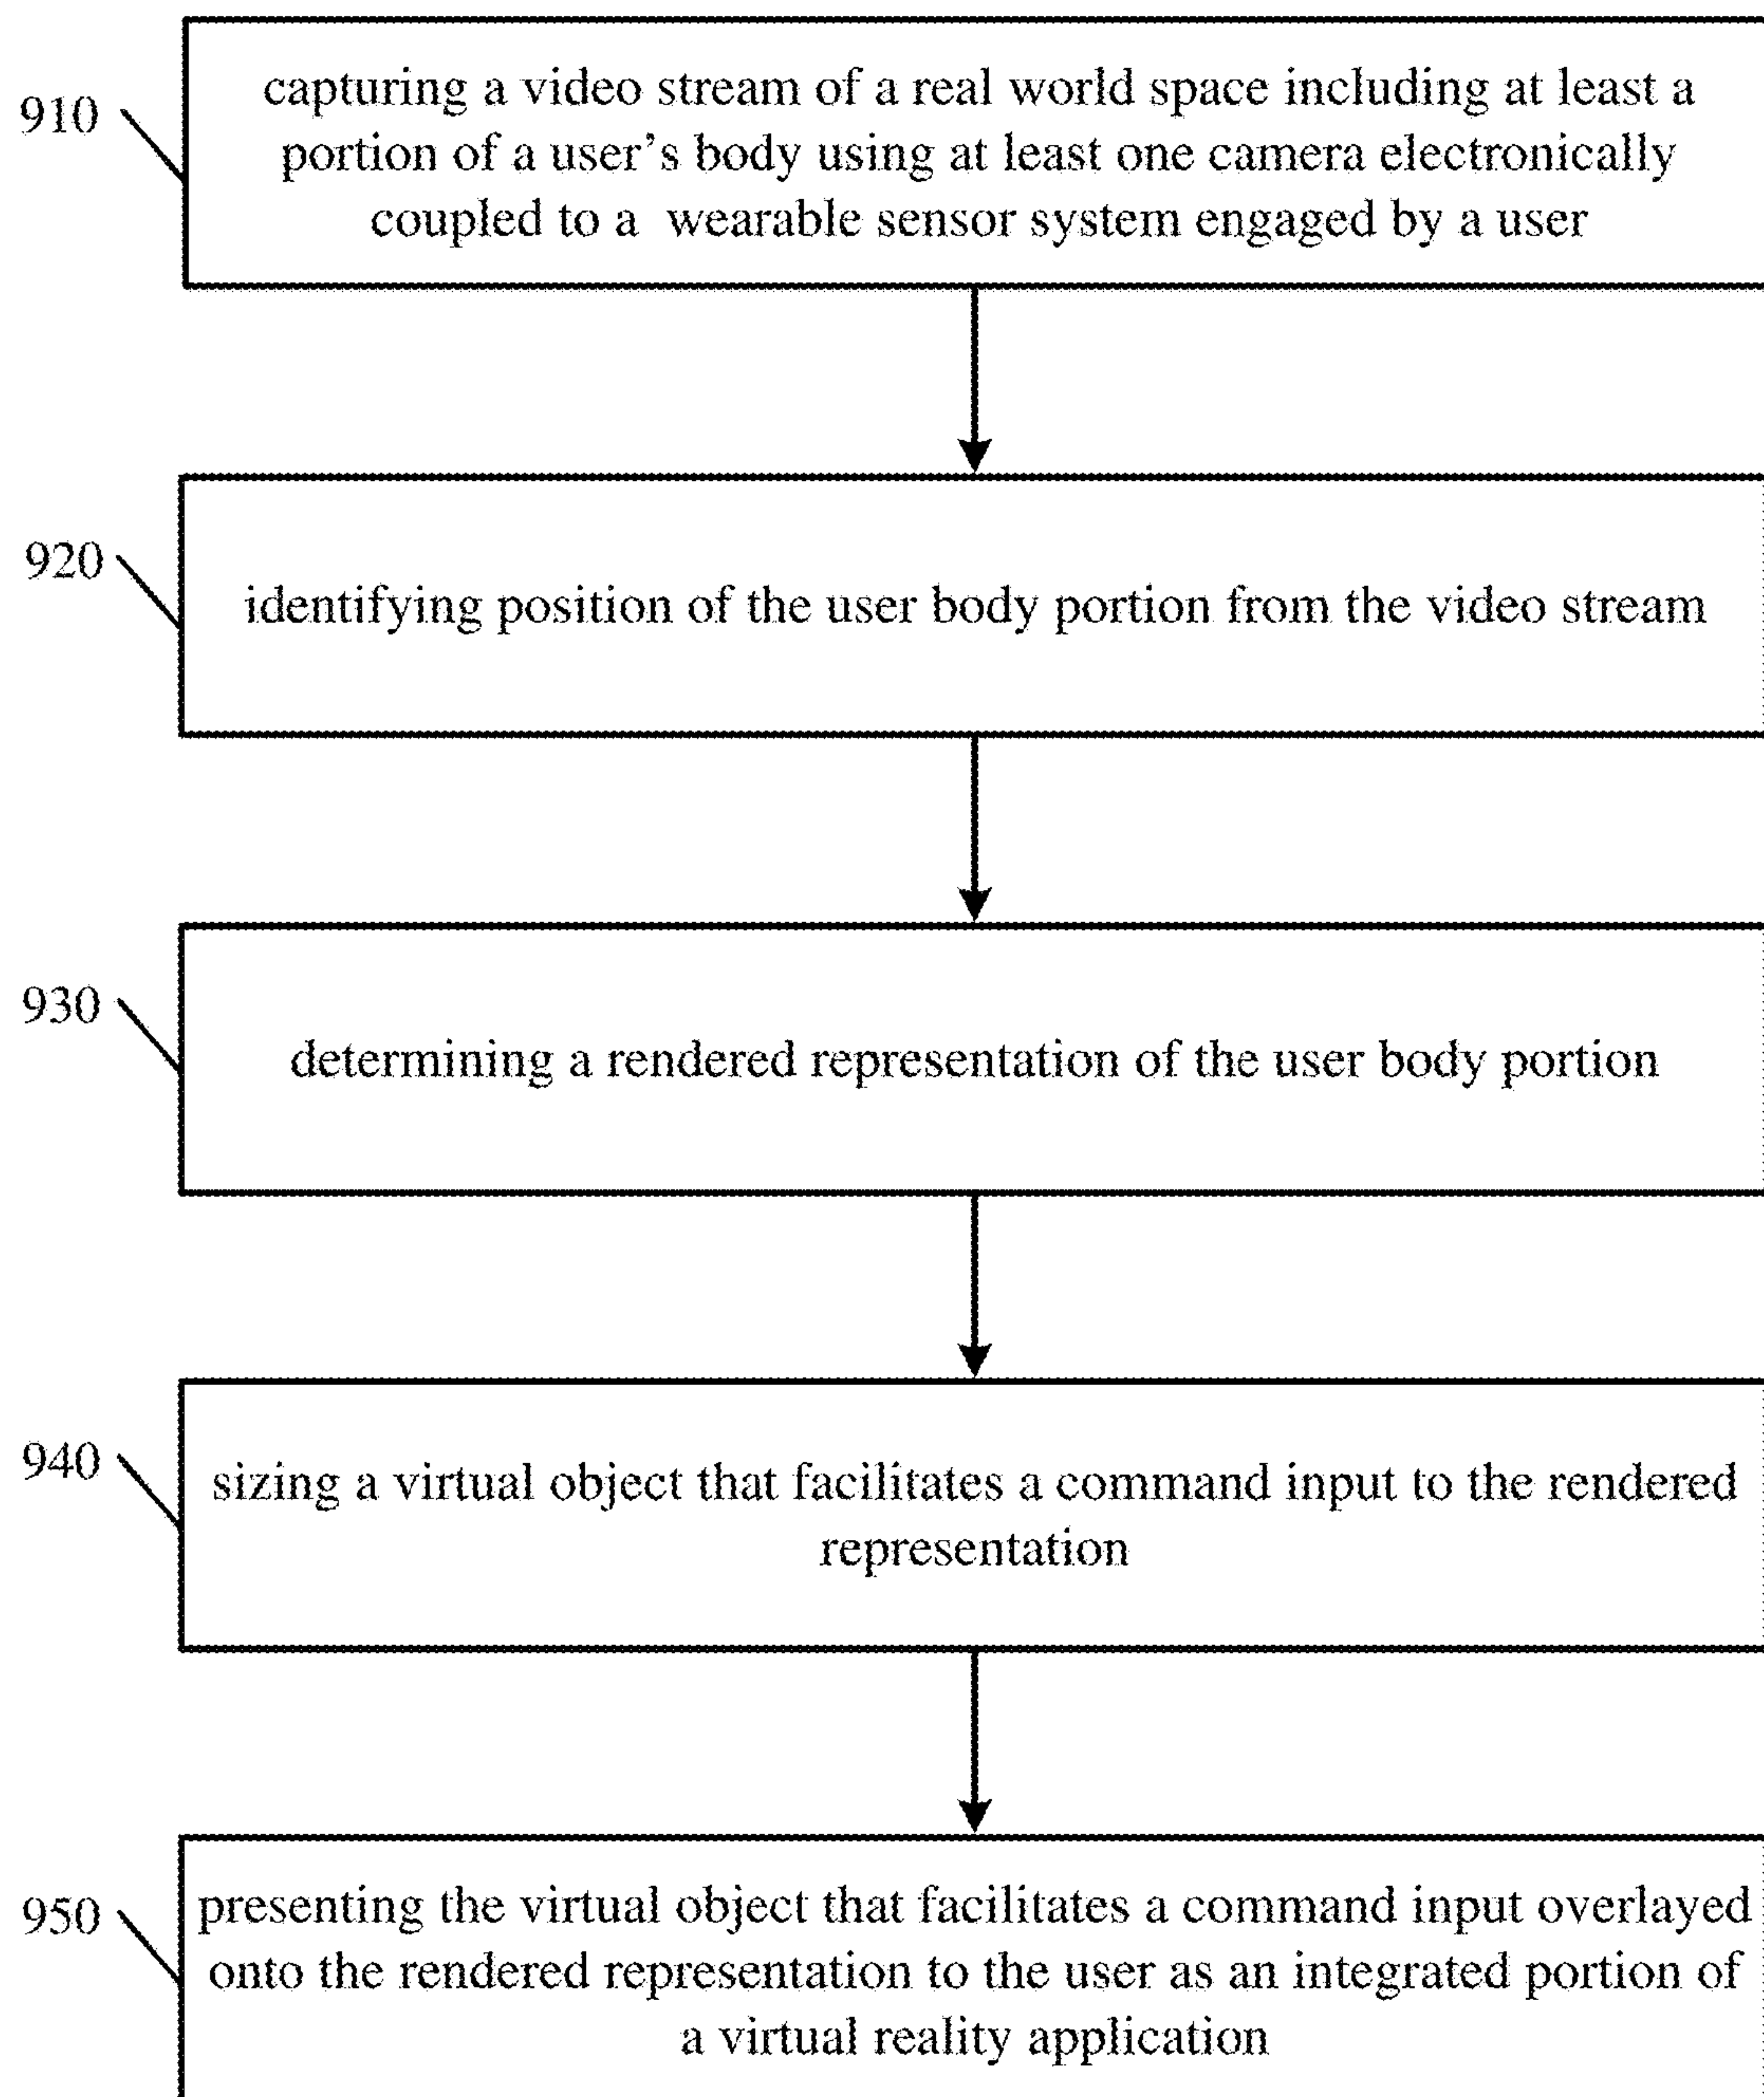 910
capturing a video stream of a real world space including at least a
portion of a user’s body using at least one camera electronically
coupled to a wearable sensor system engaged by a user
920
identifying position of the user body portion from the video stream
930
determining a rendered representation of the user body portion
940
sizing a virtual object that facilitates a command input to the rendered
representation
950
presenting the virtual object that facilitates a command input overlayed
onto the rendered representation to the user as an integrated portion of
a virtual reality application